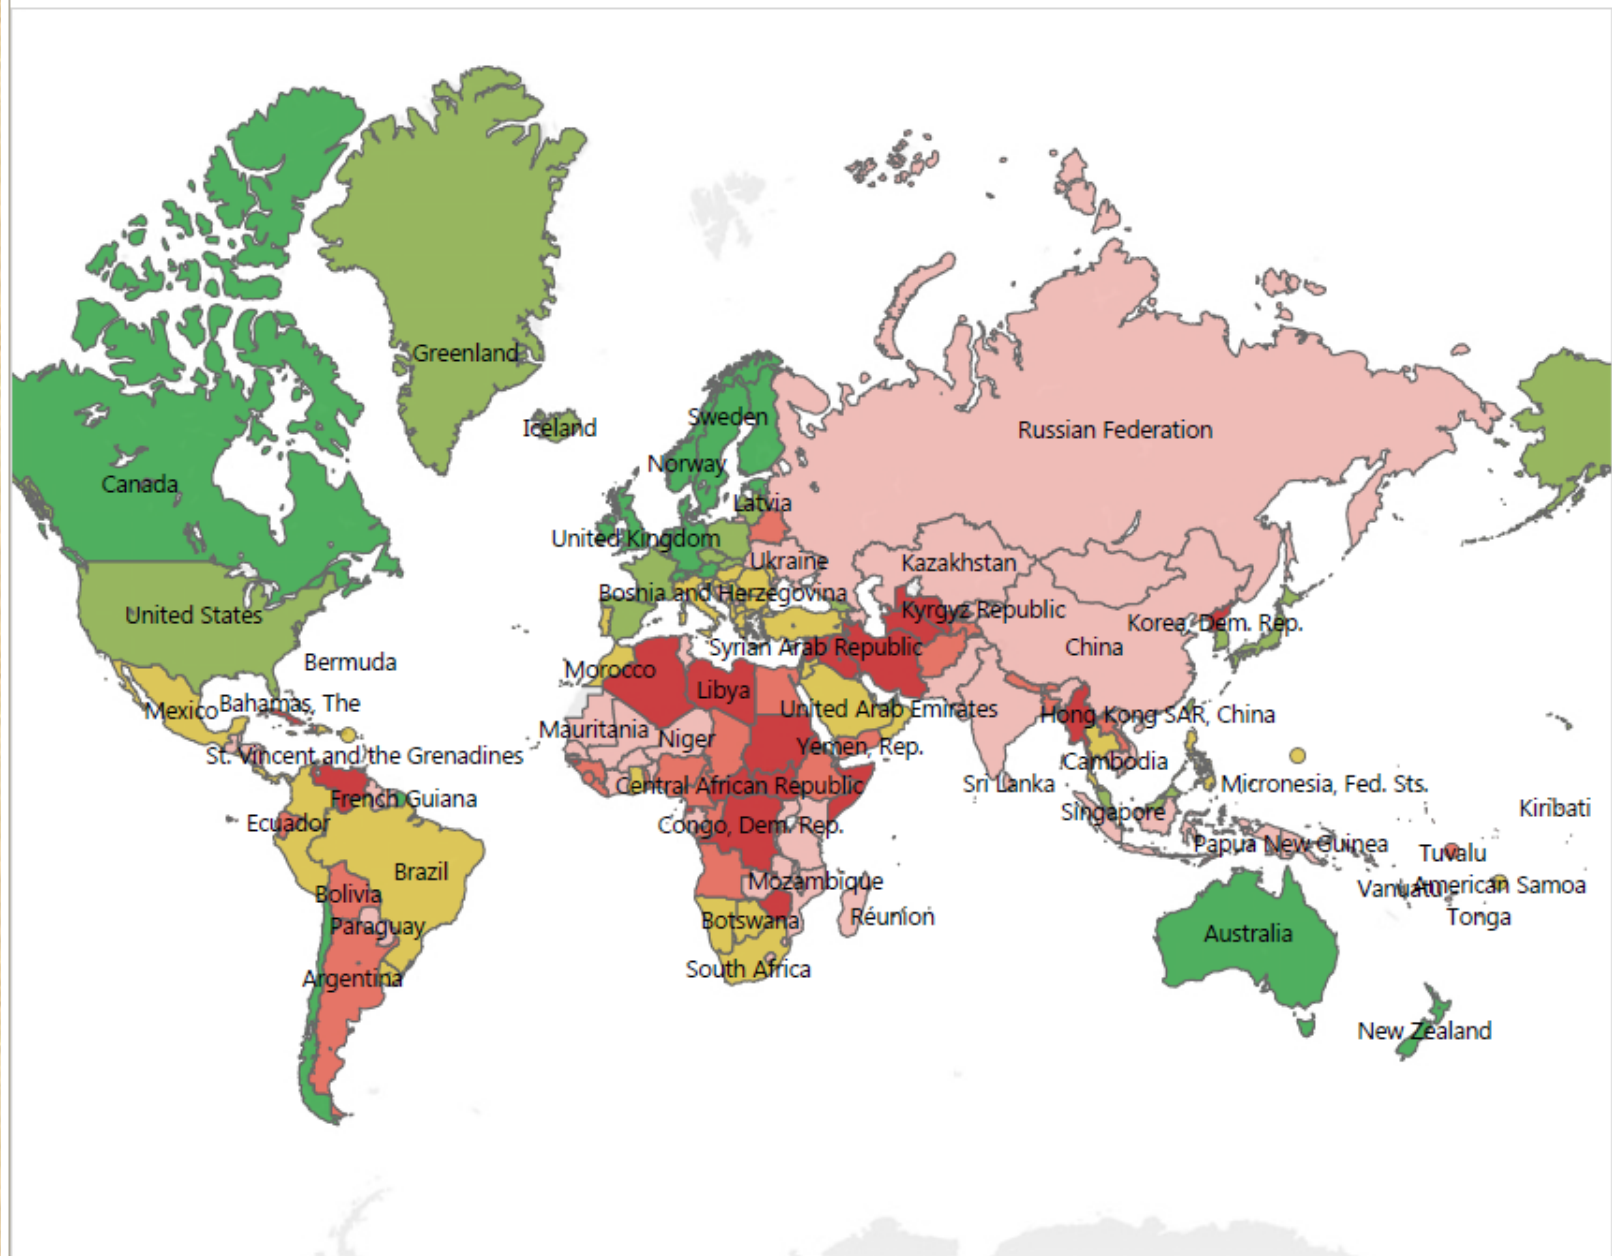 Greenland
Sweden
Iceland
Russian Federation
Norway
Canada
Latvia
United Kingdom
Ukraine
Kazakhstan
Boshia and Herzegovina
United States
Kyrgyz Republic
Korea, Dem. Rep.
Syrian Arab Republic
China
Bermuda
Morocco
Libya
Bahamas, The
Mexico
United Arab Emirates
Hong Kong SAR, China
Mauritania
Niger
Yemen, Rep.
St. Vincent and the Grenadines
Cambodia
Central African Republic
Sri Lanka
Micronesia, Fed. Sts.
French Guiana
Singapore
Kiribati
Ecuador
Congo, Dem. Rep.
Papua New Guinea
Tuvalu
Brazil
Mozambique
Vanuatu
American Samoa
Bolivia
Botswana
Réunion
Tonga
Paraguay
Australia
South Africa
Argentina
New Zealand